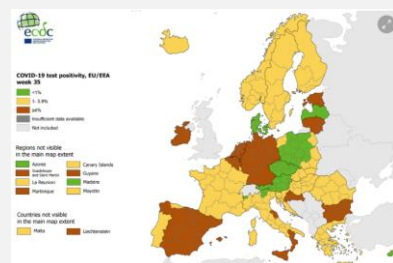 ecdc
COVID-19 test positivity, EU/EEA
week 35
<1%
1- 3.9%
≥4%
Insufficient data available
Not included
Regions not visible
in the main map extent
Azores
Canary Islands
Guadeloupe
and Saint Martin
Guyane
La Reunion
Madeira
Martinique
Mayotte
Countries not visible
in the main map extent
Malta
Liechtenstein